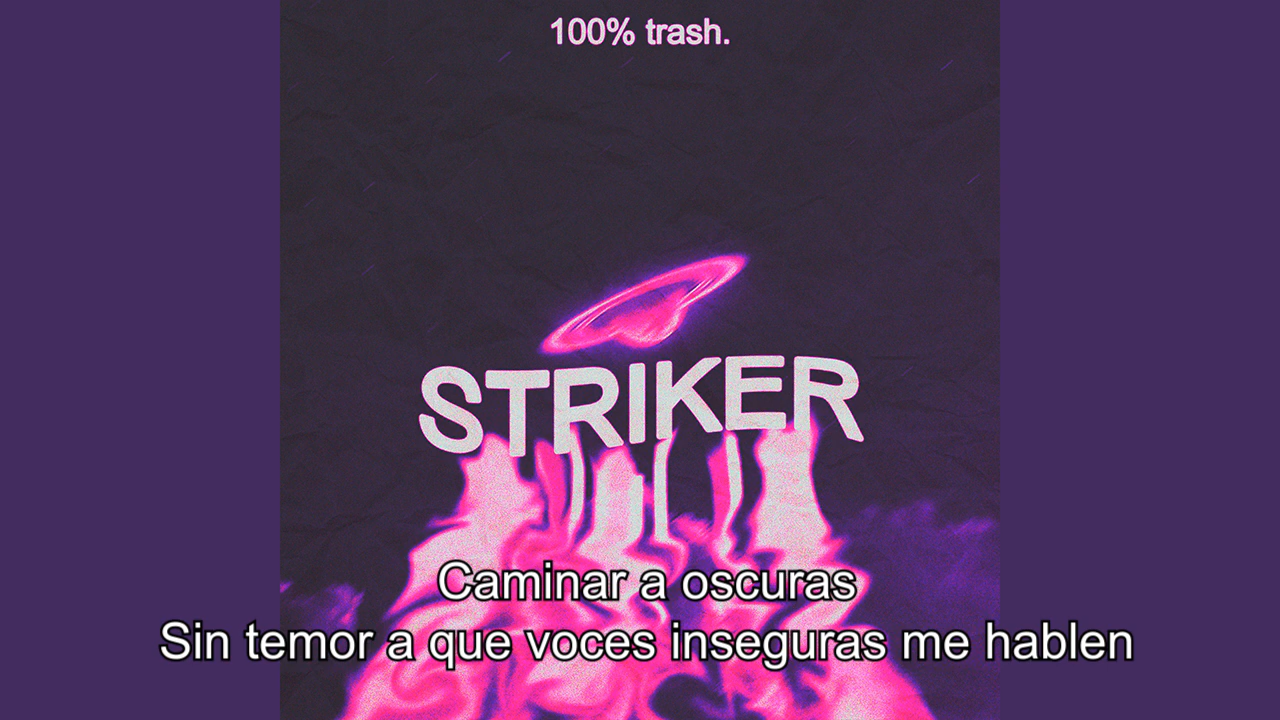 100% trash.
STRIKER
Caminar a oscuras
Sin temor a que voces inseguras me hablen